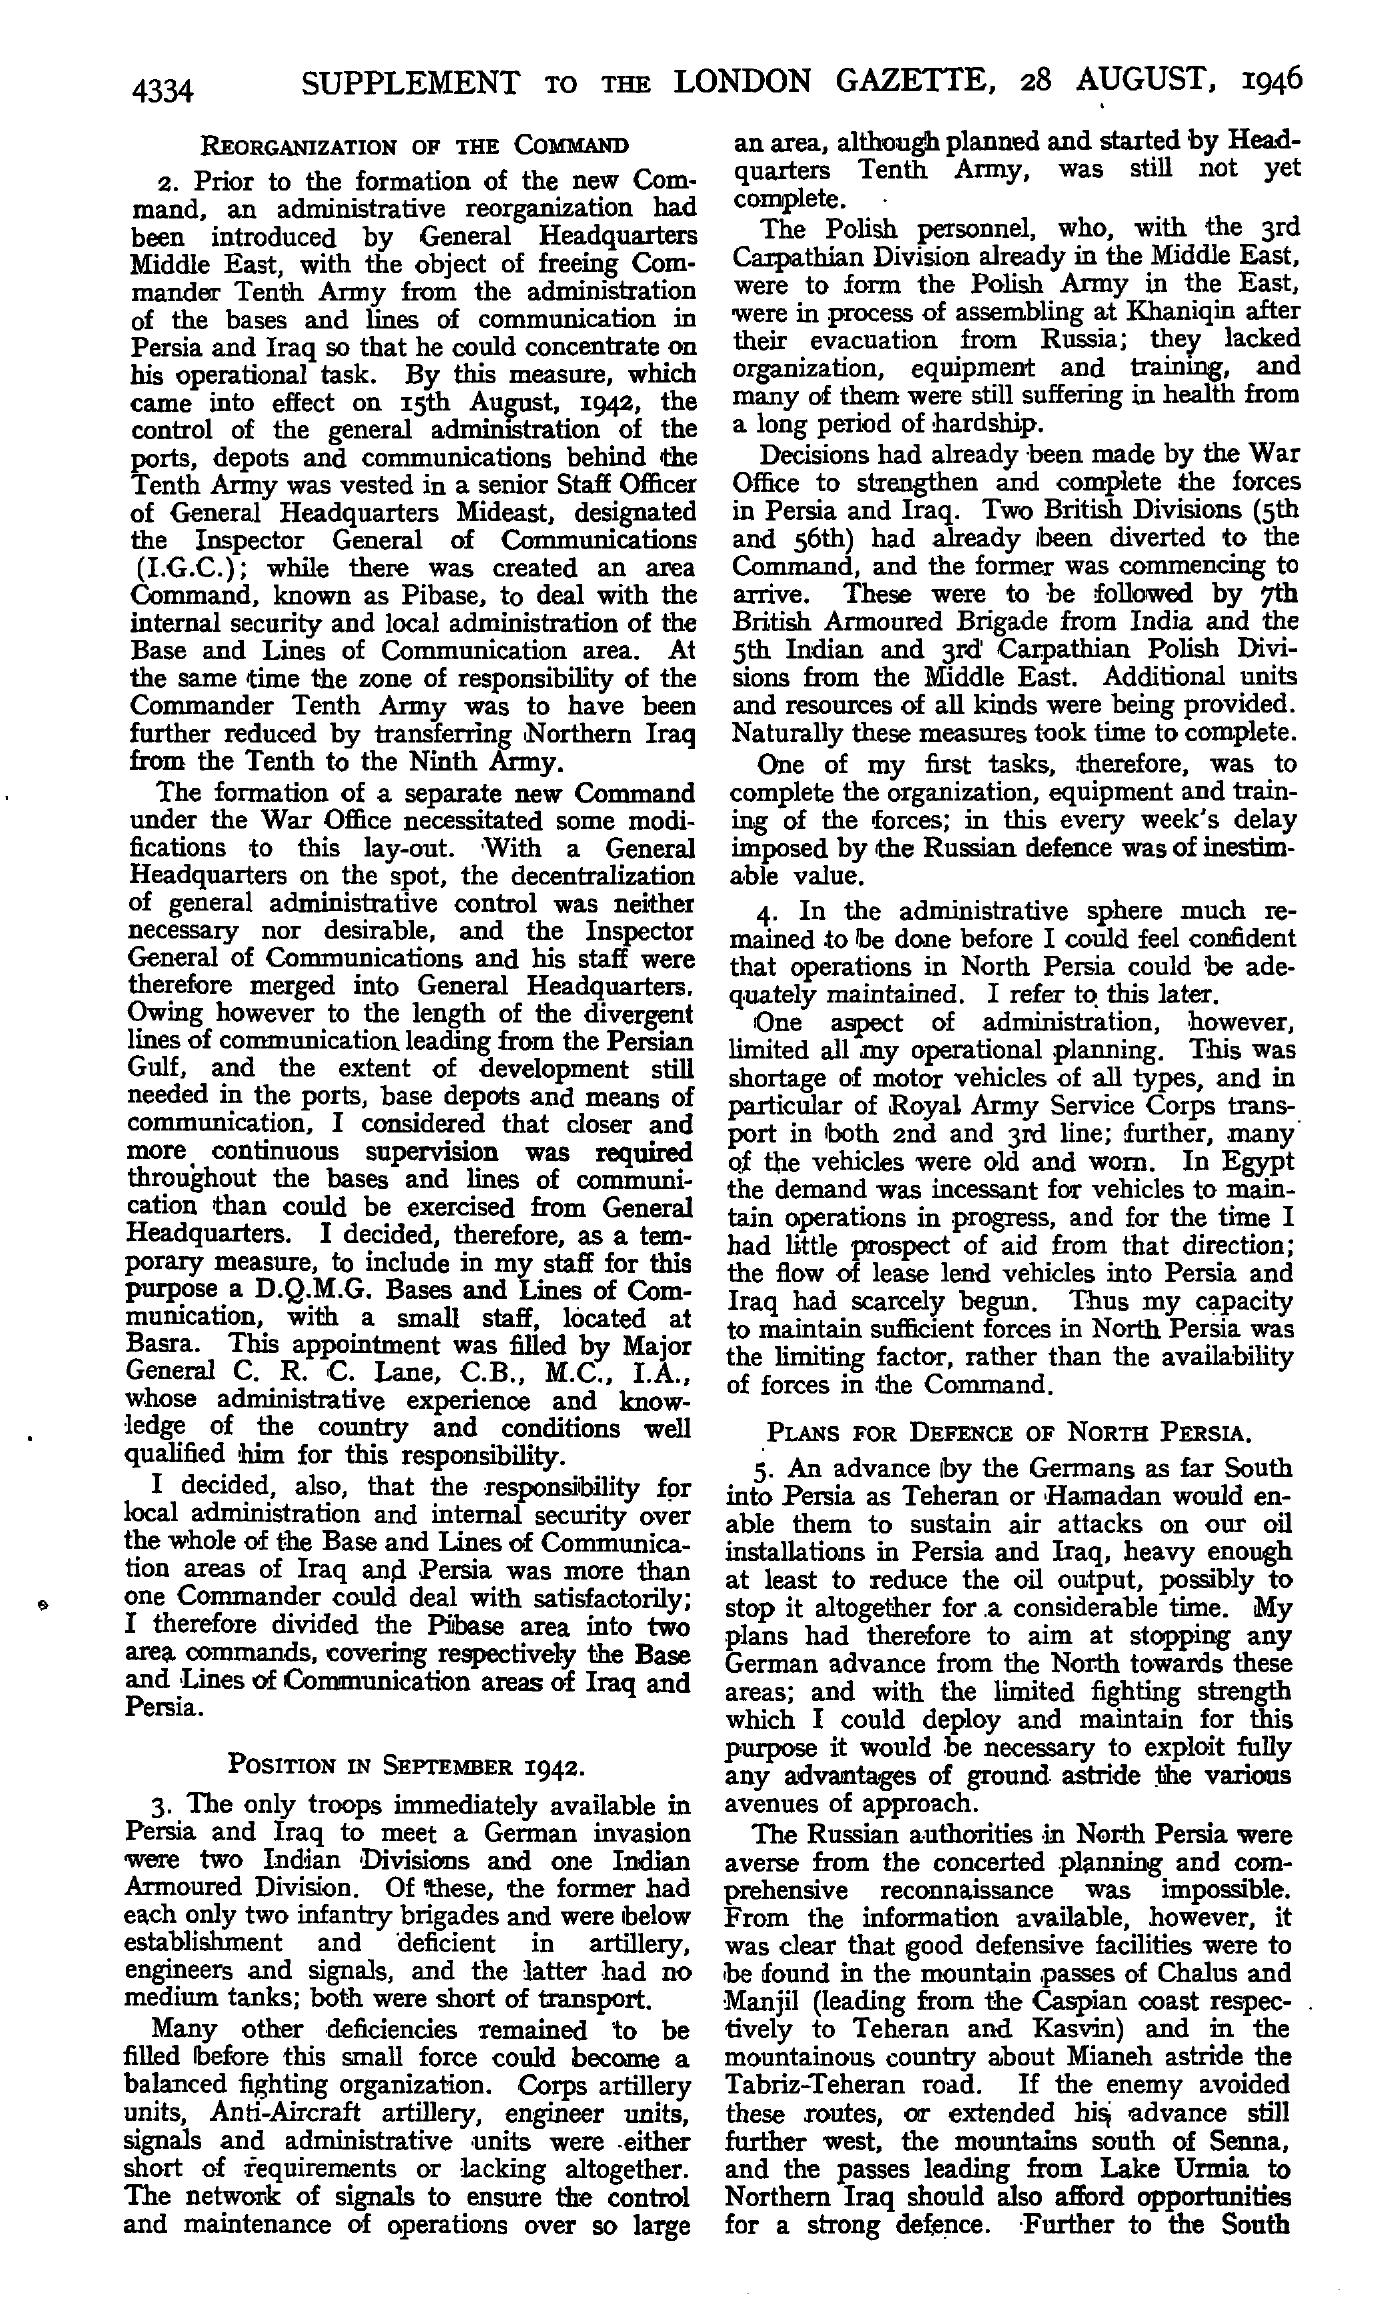 4334 SUPPLEMENT TO THE LONDON GAZETTE, 28 AUGUST, 1946
REORGANIZATION OF THE COMMAND
2. Prior to the formation of the new Com-
mand, an administrative reorganization had
been introduced by General Headquarters
Middle East, with the object of freeing Com-
mander Tenth Army from the administration
of the bases and lines of communication in
Persia and Iraq so that he could concentrate on
his operational task. By this measure, which
came into effect on 15th August, 1942, the
control of the general administration of the
ports, depots and communications behind the
Tenth Army was vested in a senior Staff Officer
of General Headquarters Mideast, designated
the Inspector General of Communications
(I.G.C.); while there was created an area
Command, known as Pibase, to deal with the
internal security and local administration of the
Base and Lines of Communication area. At
the same time the zone of responsibility of the
Commander Tenth Army was to have been
further reduced by transferring Northern Iraq
from the Tenth to the Ninth Army.
The formation of a separate new Command
under the War Office necessitated some modi-
fications to this lay-out. With a General
Headquarters on the spot, the decentralization
of general administrative control was neither
necessary nor desirable, and the Inspector
General of Communications and his staff were
therefore merged into General Headquarters.
Owing however to the length of the divergent
lines of communication leading from the Persian
Gulf, and the extent of development still
needed in the ports, base depots and means of
communication, I considered that closer and
more continuous supervision was required
throughout the bases and lines of communi-
cation than could be exercised from General
Headquarters. I decided, therefore, as a tem-
porary measure, to include in my staff for this
purpose a D.Q.M.G. Bases and Lines of Com-
munication, with a small staff, located at
Basra. This appointment was filled by Major
General C. R. C. Lane, C.B., M.C., I.A.,
whose administrative experience and know-
ledge of the country and conditions well
qualified him for this responsibility.
I decided, also, that the responsibility for
local administration and internal security over
the whole of the Base and Lines of Communica-
tion areas of Iraq and Persia was more than
one Commander could deal with satisfactorily;
I therefore divided the Pibase area into two
area commands, covering respectively the Base
and Lines of Communication areas of Iraq and
Persia.
POSITION IN SEPTEMBER 1942.
3. The only troops immediately available in
Persia and Iraq to meet a German invasion
were two Indian Divisions and one Indian
Armoured Division. Of these, the former had
each only two infantry brigades and were below
establishment and deficient in artillery,
engineers and signals, and the latter had no
medium tanks; both were short of transport.
Many other deficiencies remained to be
filled before this small force could become a
balanced fighting organization. Corps artillery
units, Anti-Aircraft artillery, engineer units,
signals and administrative units were either
short of requirements or lacking altogether.
The network of signals to ensure the control
and maintenance of operations over so large
an area, although planned and started by Head-
quarters Tenth Army, was still not yet
complete.
The Polish personnel, who, with the 3rd
Carpathian Division already in the Middle East,
were to form the Polish Army in the East,
were in process of assembling at Khaniqin after
their evacuation from Russia; they lacked
organization, equipment and training, and
many of them were still suffering in health from
a long period of hardship.
Decisions had already been made by the War
Office to strengthen and complete the forces
in Persia and Iraq. Two British Divisions (5th
and 56th) had already been diverted to the
Command, and the former was commencing to
arrive. These were to be followed by 7th
British Armoured Brigade from India and the
5th Indian and 3rd Carpathian Polish Divi-
sions from the Middle East. Additional units
and resources of all kinds were being provided.
Naturally these measures took time to complete.
One of my first tasks, therefore, was to
complete the organization, equipment and train-
ing of the forces; in this every week's delay
imposed by the Russian defence was of inestim-
able value.
4. In the administrative sphere much re-
mained to be done before I could feel confident
that operations in North Persia could be ade-
quately maintained. I refer to this later.
One aspect of administration, however,
limited all my operational planning. This was
shortage of motor vehicles of all types, and in
particular of Royal Army Service Corps trans-
port in both 2nd and 3rd line; further, many
of the vehicles were old and worn. In Egypt
the demand was incessant for vehicles to main-
tain operations in progress, and for the time I
had little prospect of aid from that direction;
the flow of lease lend vehicles into Persia and
Iraq had scarcely begun. Thus my capacity
to maintain sufficient forces in North Persia was
the limiting factor, rather than the availability
of forces in the Command.
PLANS FOR DEFENCE OF NORTH PERSIA.
5. An advance by the Germans as far South
into Persia as Teheran or Hamadan would en-
able them to sustain air attacks on our oil
installations in Persia and Iraq, heavy enough
at least to reduce the oil output, possibly to
stop it altogether for a considerable time. My
plans had therefore to aim at stopping any
German advance from the North towards these
areas; and with the limited fighting strength
which I could deploy and maintain for this
purpose it would be necessary to exploit fully
any advantages of ground astride the various
avenues of approach.
The Russian authorities in North Persia were
averse from the concerted planning and com-
prehensive reconnaissance was impossible.
From the information available, however, it
was clear that good defensive facilities were to
be found in the mountain passes of Chalus and
Manjil (leading from the Caspian coast respec-
tively to Teheran and Kasvin) and in the
mountainous country about Mianeh astride the
Tabriz-Teheran road. If the enemy avoided
these routes, or extended his advance still
further west, the mountains south of Senna,
and the passes leading from Lake Urmia to
Northern Iraq should also afford opportunities
for a strong defence. Further to the South